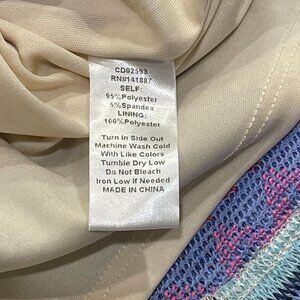 CD02593
RN#141887
SELF:
95%Polyester
5%Spandex
LINING:
100%Polyester
Turn in Side Out
Machine Wash Cold
With Like Colors
Tumble Dry Low
Do Not Bleach
Iron Low if Needed
MADE IN CHINA